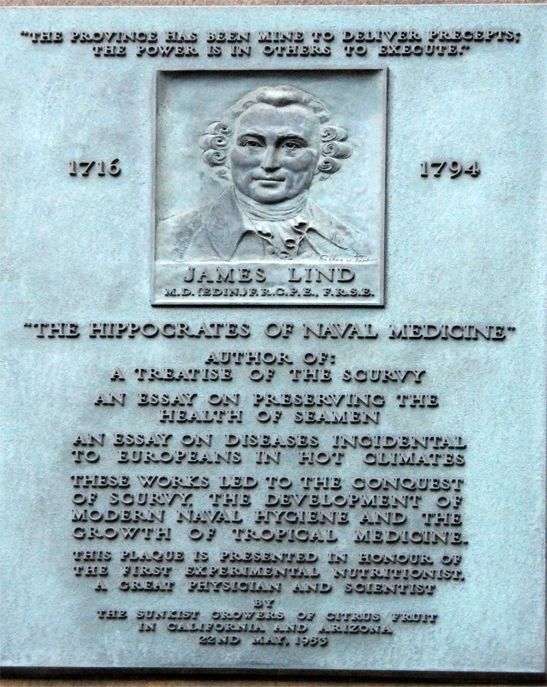 "THE PROVINCE HAS BEEN MINE TO DELIVER PRECEPTS;
THE POWER IS IN OTHERS TO EXECUTE."
1716
1794
JAMES LIND
M.D. (EDIN.) F.R.C.P.E., F.R.S.E.
"THE HIPPOCRATES OF NAVAL MEDICINE"
AUTHOR OF:
A TREATISE OF THE SCURVY
AN ESSAY ON PRESERVING THE
HEALTH OF SEAMEN
AN ESSAY ON DISEASES INCIDENTAL
TO EUROPEANS IN HOT CLIMATES
THESE WORKS LED TO THE CONQUEST
OF SCURVY THE DEVELOPMENT OF
MODERN NAVAL HYGIENE AND THE
GROWTH OF TROPICAL MEDICINE.
THIS PLAQUE IS PRESENTED IN HONOUR OF
THE FIRST EXPERIMENTAL NUTRITIONIST,
A GREAT PHYSICIAN AND SCIENTIST
BY
THE SUNKIST GROWERS OF CITRUS FRUIT
IN CALIFORNIA AND ARIZONA
22ND MAY, 1953